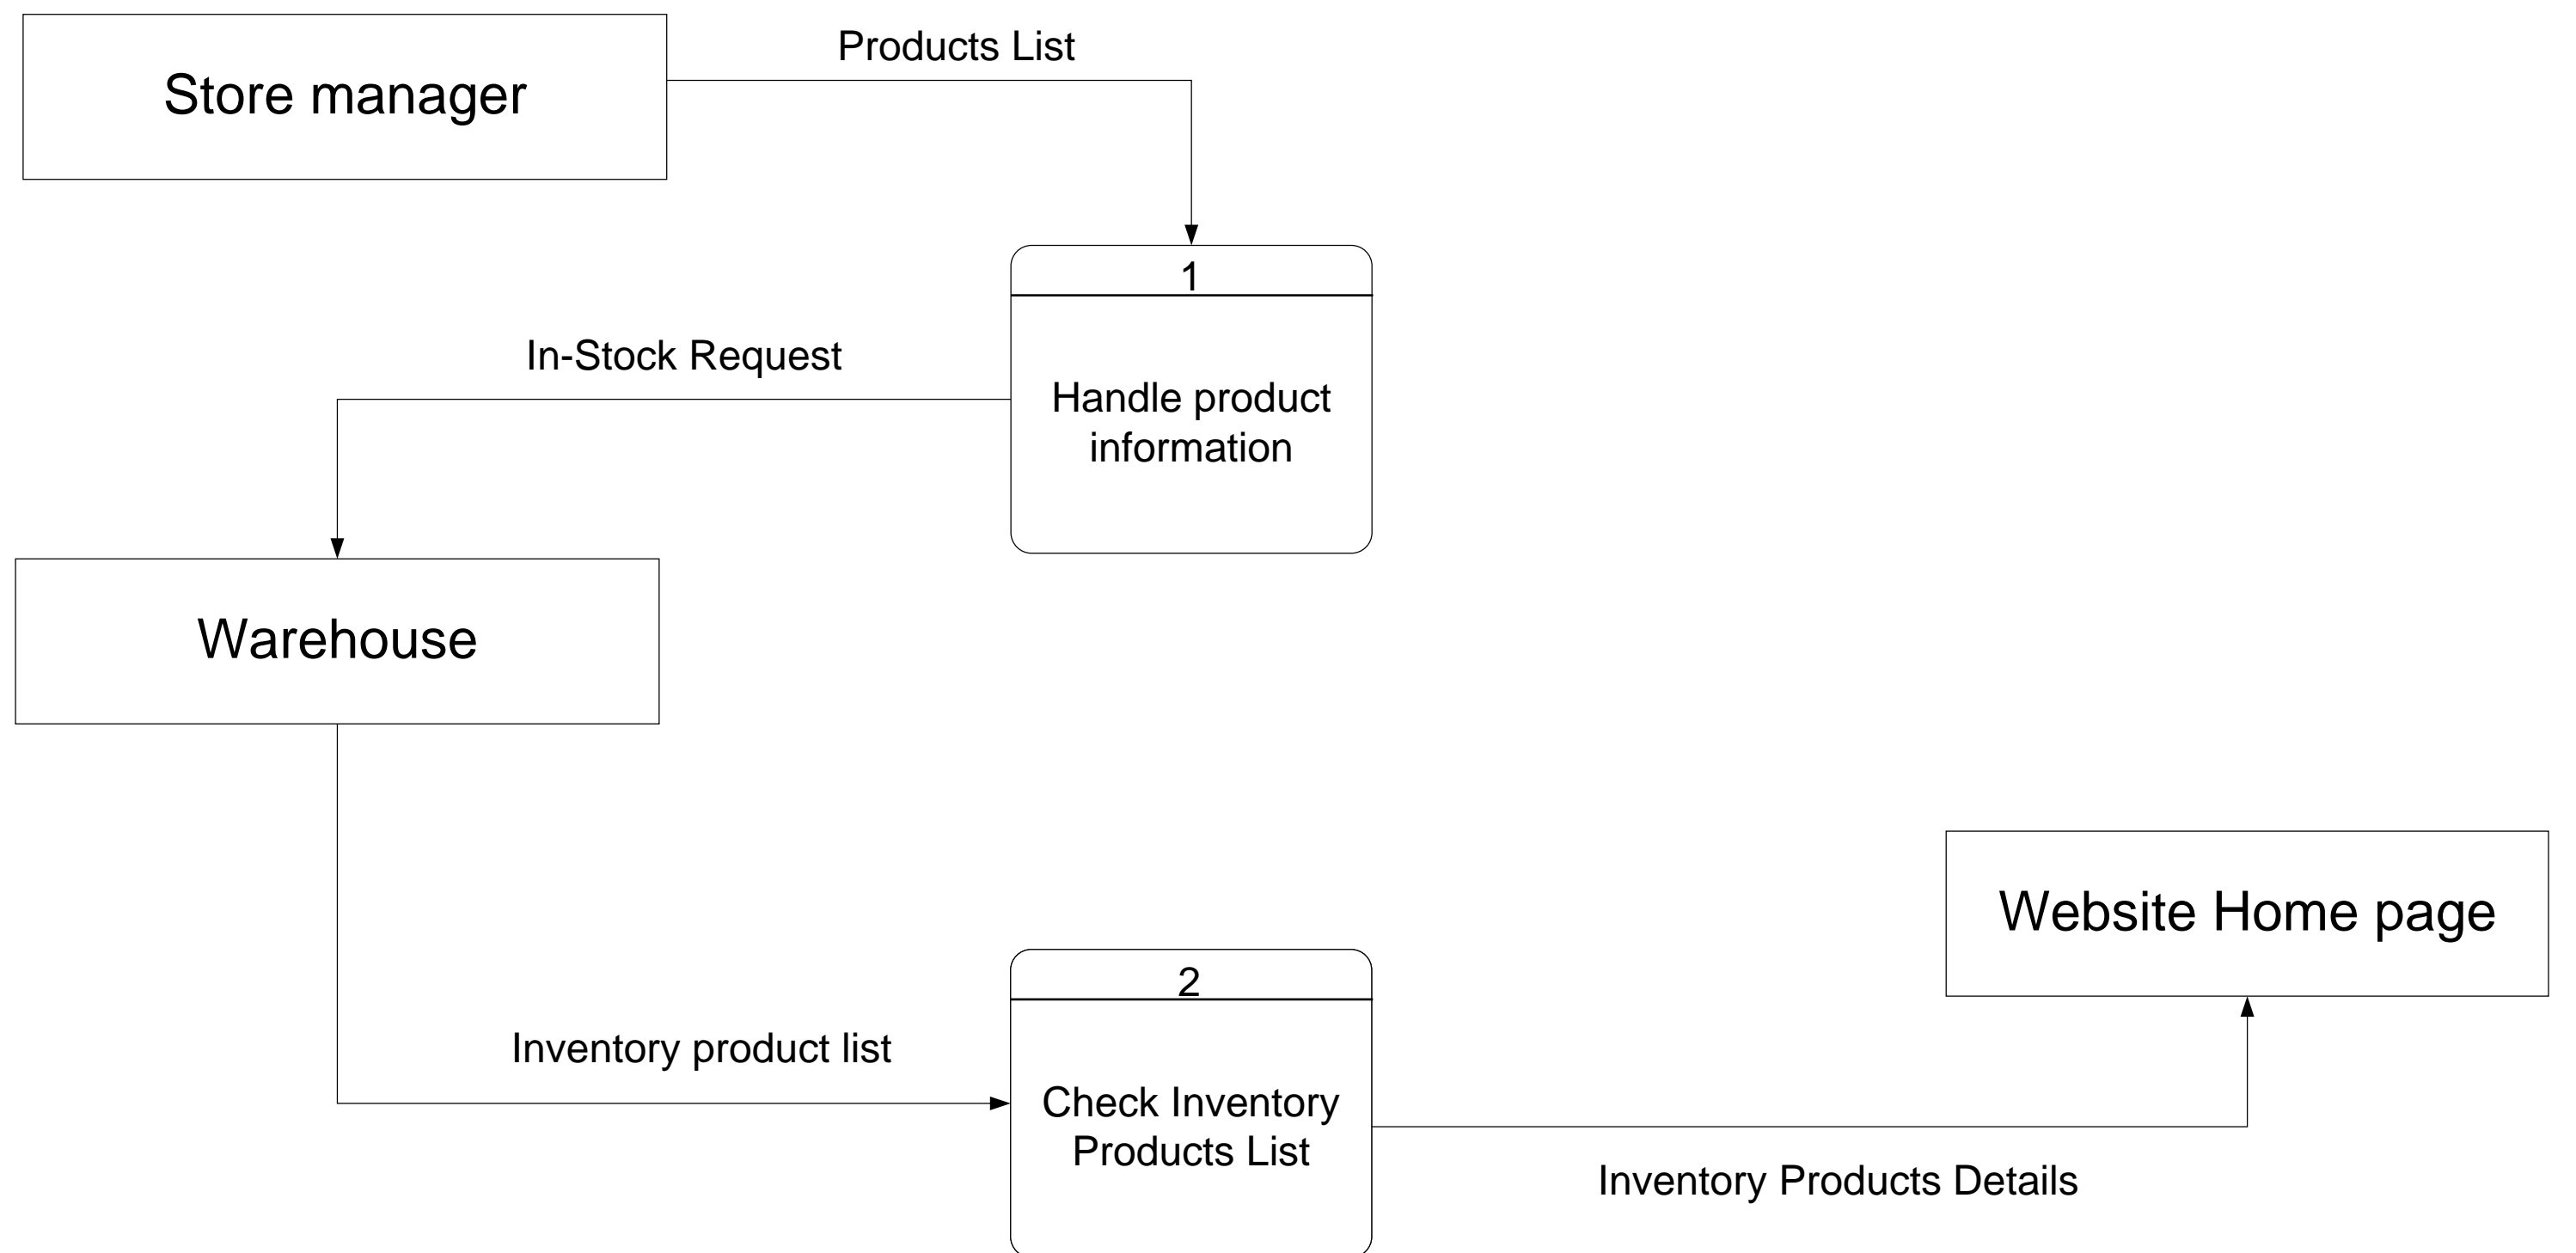 Products List
Store manager
1
In-Stock Request
Handle product
information
Warehouse
Website Home page
2
Inventory product list
Check Inventory
Products List
Inventory Products Details